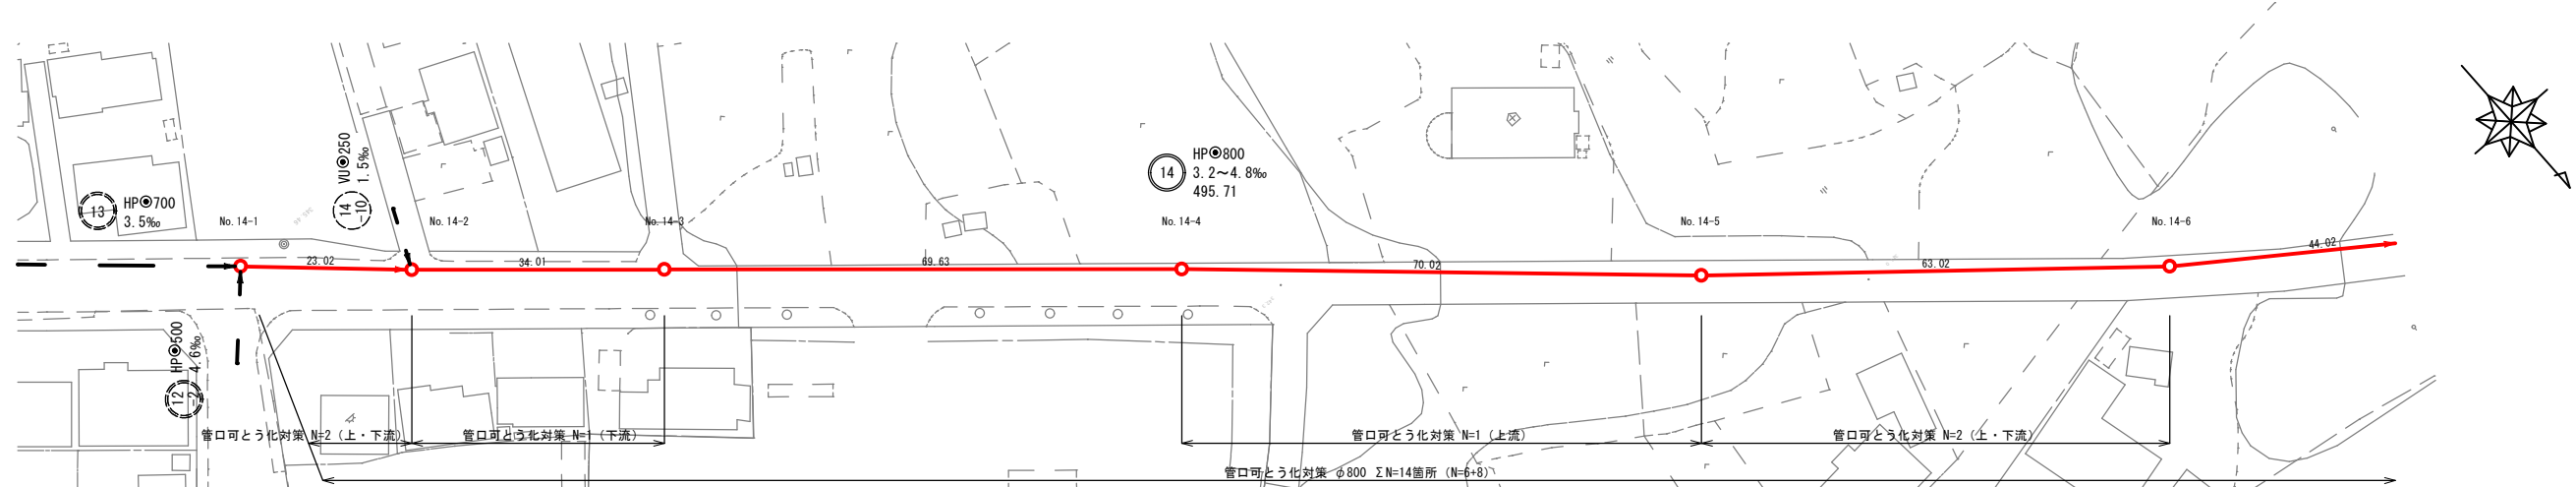 13
HP◉700
3.5‰
No.14-1
14
-10
VU◉250
1.5‰
No.14-2
No.14-3
14
HP◉800
3.2～4.8‰
495.71
No.14-4
No.14-5
No.14-6
23.02
34.01
69.63
70.02
63.02
44.02
12
-2
HP◉500
4.6‰
管口可とう化対策 N=2（上・下流）
管口可とう化対策 N=1（下流）
管口可とう化対策 N=1（上流）
管口可とう化対策 N=2（上・下流）
管口可とう化対策 φ800 ΣN=14箇所（N=6+8）